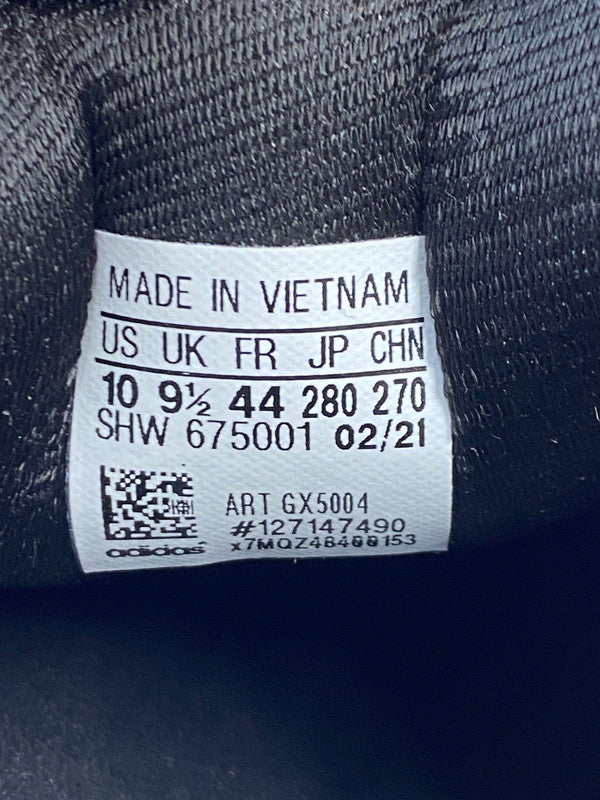 MADE IN VIETNAM
US UK FR JP CHN
10 9½ 44 280 270
SHW 675001 02/21
ART GX5004
#127147490
adidas